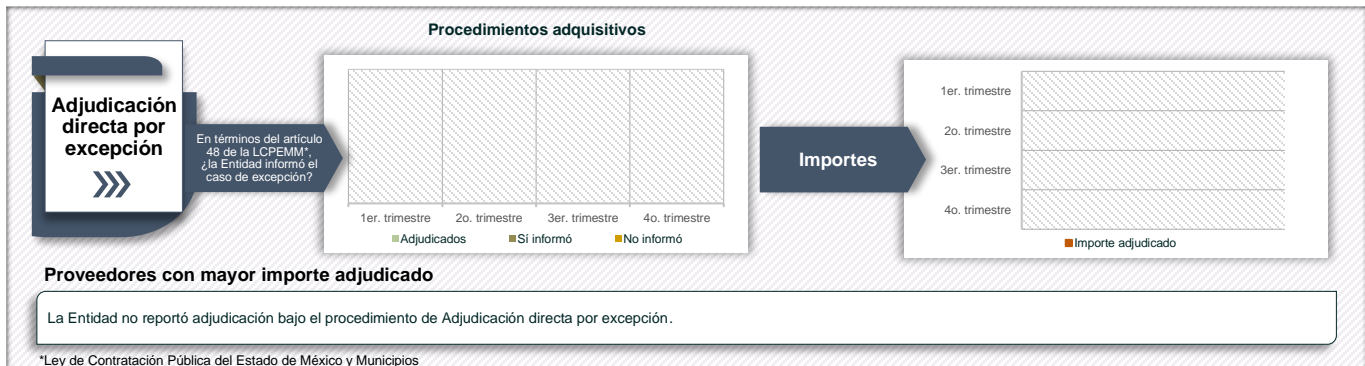 Procedimientos adquisitivos
Adjudicación
directa por
excepción
En términos del artículo
48 de la LCPEMM*,
¿la Entidad informó el
caso de excepción?
1er. trimestre 2o. trimestre 3er. trimestre 4o. trimestre
Adjudicados Sí informó No informó
Importes
1er. trimestre
2o. trimestre
3er. trimestre
4o. trimestre
Importe adjudicado
Proveedores con mayor importe adjudicado
La Entidad no reportó adjudicación bajo el procedimiento de Adjudicación directa por excepción.
*Ley de Contratación Pública del Estado de México y Municipios